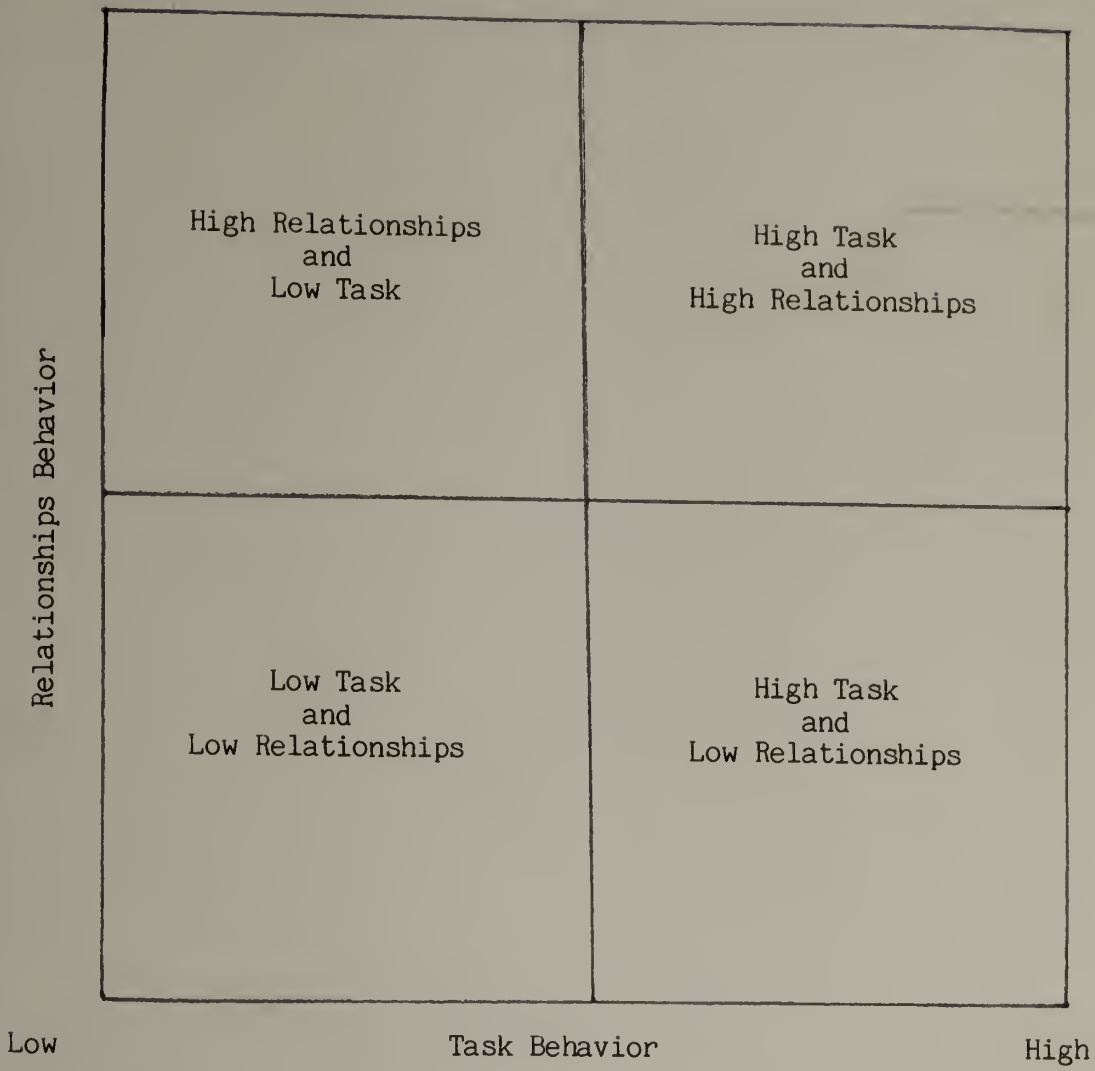 High Relationships
and
Low Task
High Task
and
High Relationships
Relationships Behavior
Low Task
and
Low Relationships
High Task
and
Low Relationships
Low
Task Behavior
High